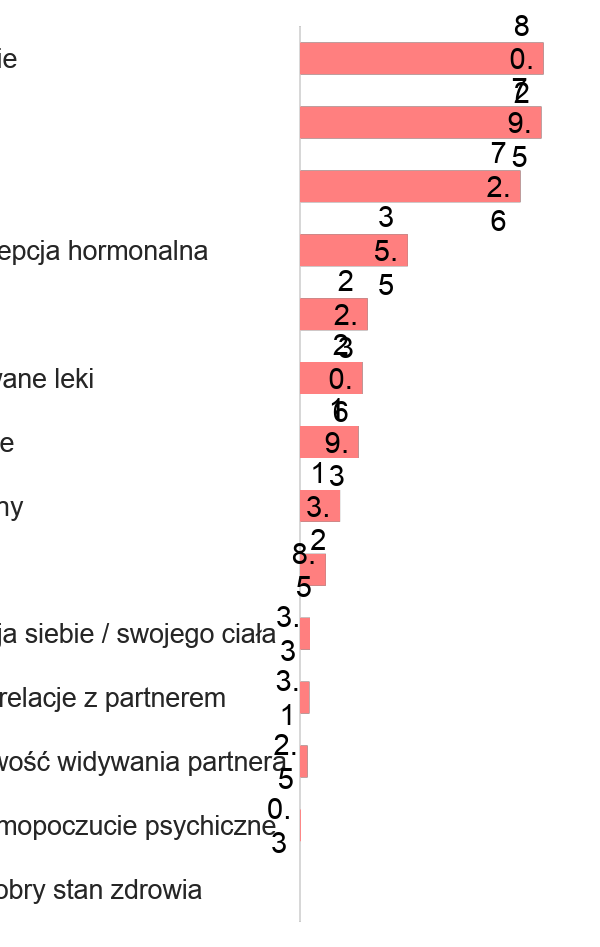 8
ie 0.
2
7
9.
5
7
2.
6
3
epcja hormonalna 5.
5
2
2.
3
2
wane leki 0.
6
1
e 9.
3
1
ny 3.
2
8.
5
3.
ja siebie / swojego ciała
3
3.
relacje z partnerem
1
2.
wość widywania partnera
5
0.
mopoczucie psychiczne
3
obry stan zdrowia